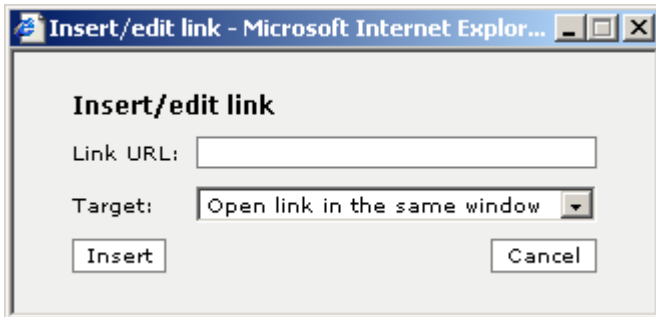 Insert/edit link - Microsoft Internet Explor...
Insert/edit link
Link URL:
Target: Open link in the same window
Insert Cancel